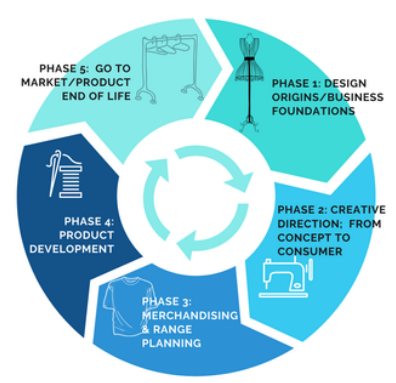 PHASE 1: DESIGN
ORIGINS/BUSINESS
FOUNDATIONS
PHASE 2: CREATIVE
DIRECTION; FROM
CONCEPT TO
CONSUMER
PHASE 3:
MERCHANDISING
& RANGE
PLANNING
PHASE 4:
PRODUCT
DEVELOPMENT
PHASE 5: GO TO
MARKET/PRODUCT
END OF LIFE